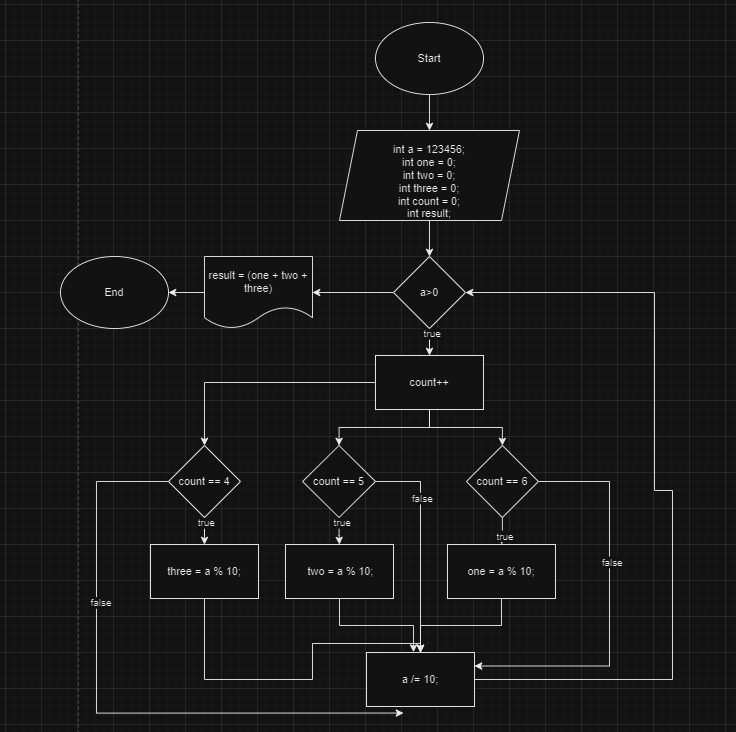 Start
int a = 123456;
int one = 0;
int two = 0;
int three = 0;
int count = 0;
int result;
End
result = (one + two +
three)
a>0
true
count++
count == 4
count == 5
count == 6
false
true
true
true
false
three = a % 10;
two = a % 10;
one = a % 10;
false
a /= 10;